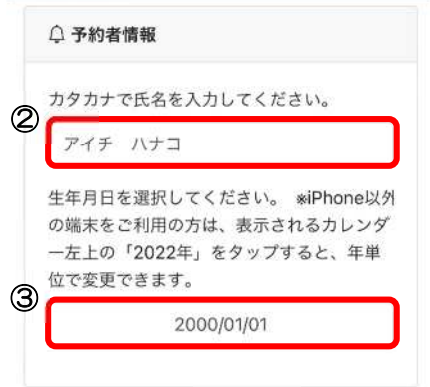 予約者情報
カタカナで氏名を入力してください。
②
アイチ　ハナコ
生年月日を選択してください。 ※iPhone以外
の端末をご利用の方は、表示されるカレンダ
ー左上の「2022年」をタップすると、年単
位で変更できます。
③
2000/01/01